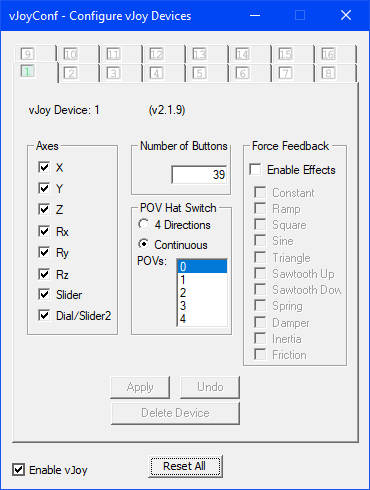 vJoyConf - Configure vJoy Devices
9 10 11 12 13 14 15 16
1 2 3 4 5 6 7 8
vJoy Device: 1 (v2.1.9)
Axes
X
Y
Z
Rx
Ry
Rz
Slider
Dial/Slider2
Number of Buttons
39
POV Hat Switch
4 Directions
Continuous
POVs:
0
1
2
3
4
Force Feedback
Enable Effects
Constant
Ramp
Square
Sine
Triangle
Sawtooth Up
Sawtooth Dow
Spring
Damper
Inertia
Friction
Apply Undo
Delete Device
Enable vJoy Reset All